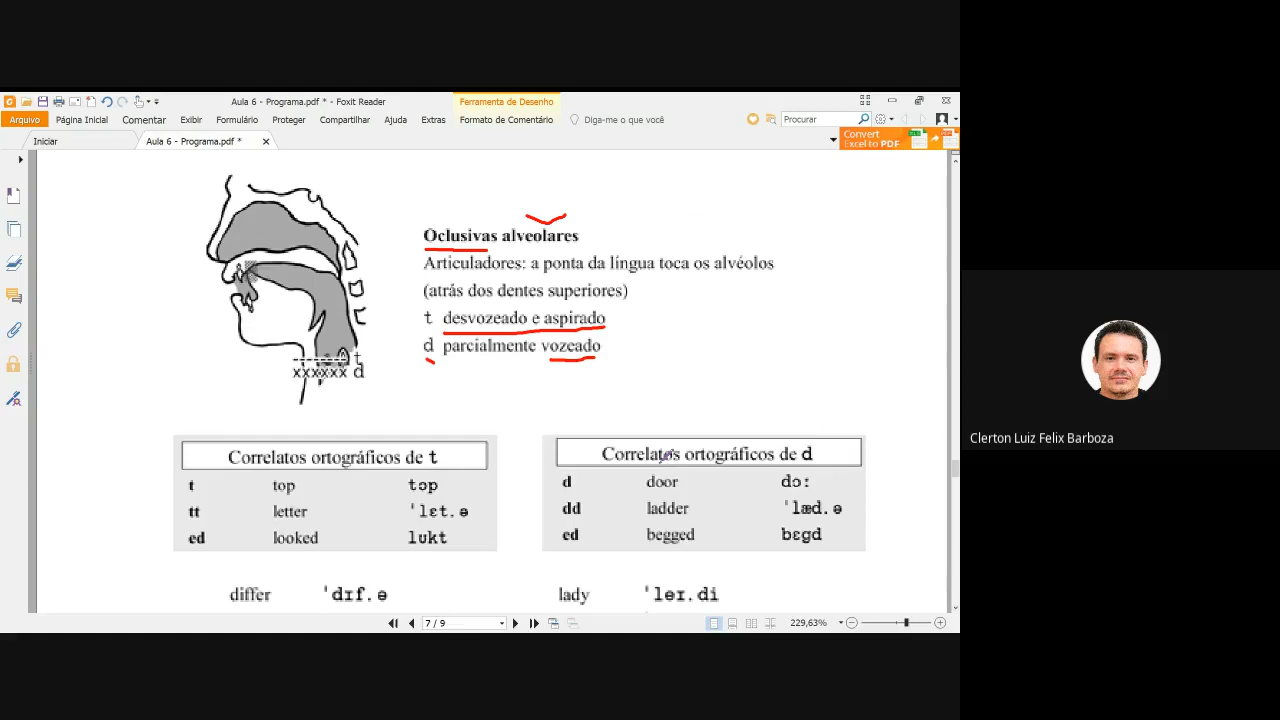 Aula 6 - Programa.pdf * - Foxit Reader
Ferramenta de Desenho
Arquivo Página Inicial Comentar Exibir Formulário Proteger Compartilhar Ajuda Extras Formato de Comentário Diga-me o que você Procurar
Iniciar
Aula 6 - Programa.pdf *
Convert
Excel to PDF
Oclusivas alveolares
Articuladores: a ponta da língua toca os alvéolos
(atrás dos dentes superiores)
t desvozeado e aspirado
d parcialmente vozeado
------- t
xxxxxx d
Correlatos ortográficos de t
t top tɔp
tt letter ˈlɛt.ə
ed looked lʊkt
Correlatos ortográficos de d
d door dɔː
dd ladder ˈlæd.ə
ed begged bɛgd
differ ˈdɪf.ə lady ˈleɪ.di
7 / 9
229,63%
Clerton Luiz Felix Barboza